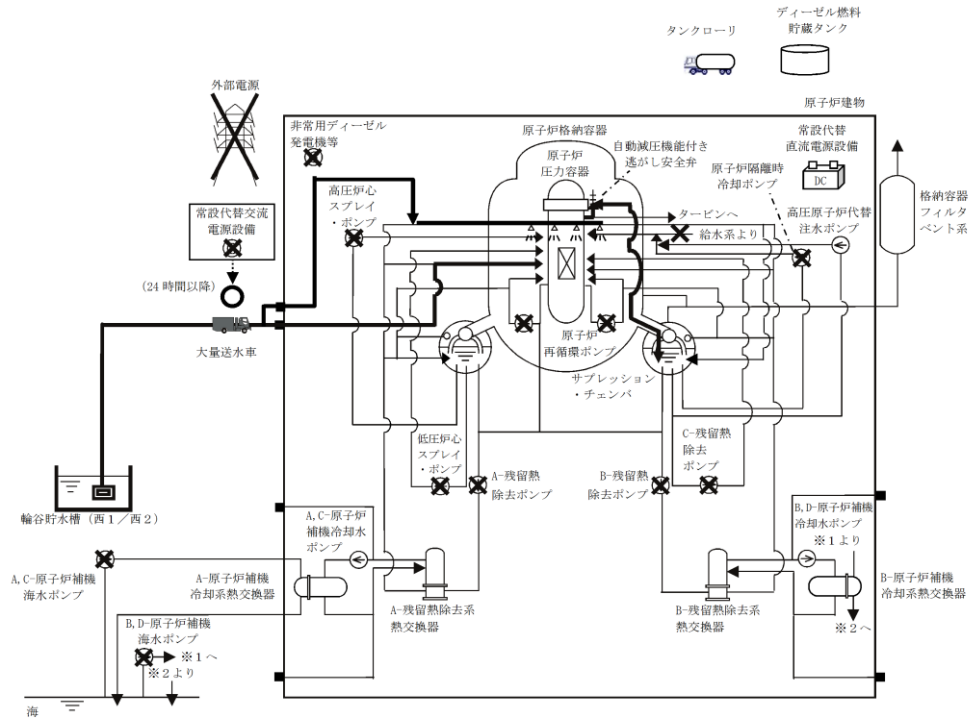 タンクローリ
ディーゼル燃料
貯蔵タンク
外部電源
原子炉建物
非常用ディーゼル
発電機等
原子炉格納容器
原子炉
圧力容器
自動減圧機能付き
逃がし安全弁
原子炉隔離時
冷却ポンプ
常設代替
直流電源設備
DC
高圧炉心
スプレイ
・ポンプ
タービンへ
給水系より
高圧原子炉代替
注水ポンプ
格納容器
フィルタ
ベント系
常設代替交流
電源設備
(24時間以降)
大量送水車
原子炉
再循環ポンプ
サプレッション
・チェンバ
低圧炉心
スプレイ
・ポンプ
A-残留熱
除去ポンプ
B-残留熱
除去ポンプ
C-残留熱
除去
ポンプ
輪谷貯水槽(西1/西2)
A,C-原子炉補機
海水ポンプ
A-原子炉補機
冷却系熱交換器
A,C-原子炉
補機冷却水
ポンプ
B,D-原子炉補機
冷却水ポンプ
※1より
B-原子炉補機
冷却系熱交換器
※2へ
A-残留熱除去系
熱交換器
B-残留熱除去系
熱交換器
B,D-原子炉補機
海水ポンプ
※1へ
※2より
海